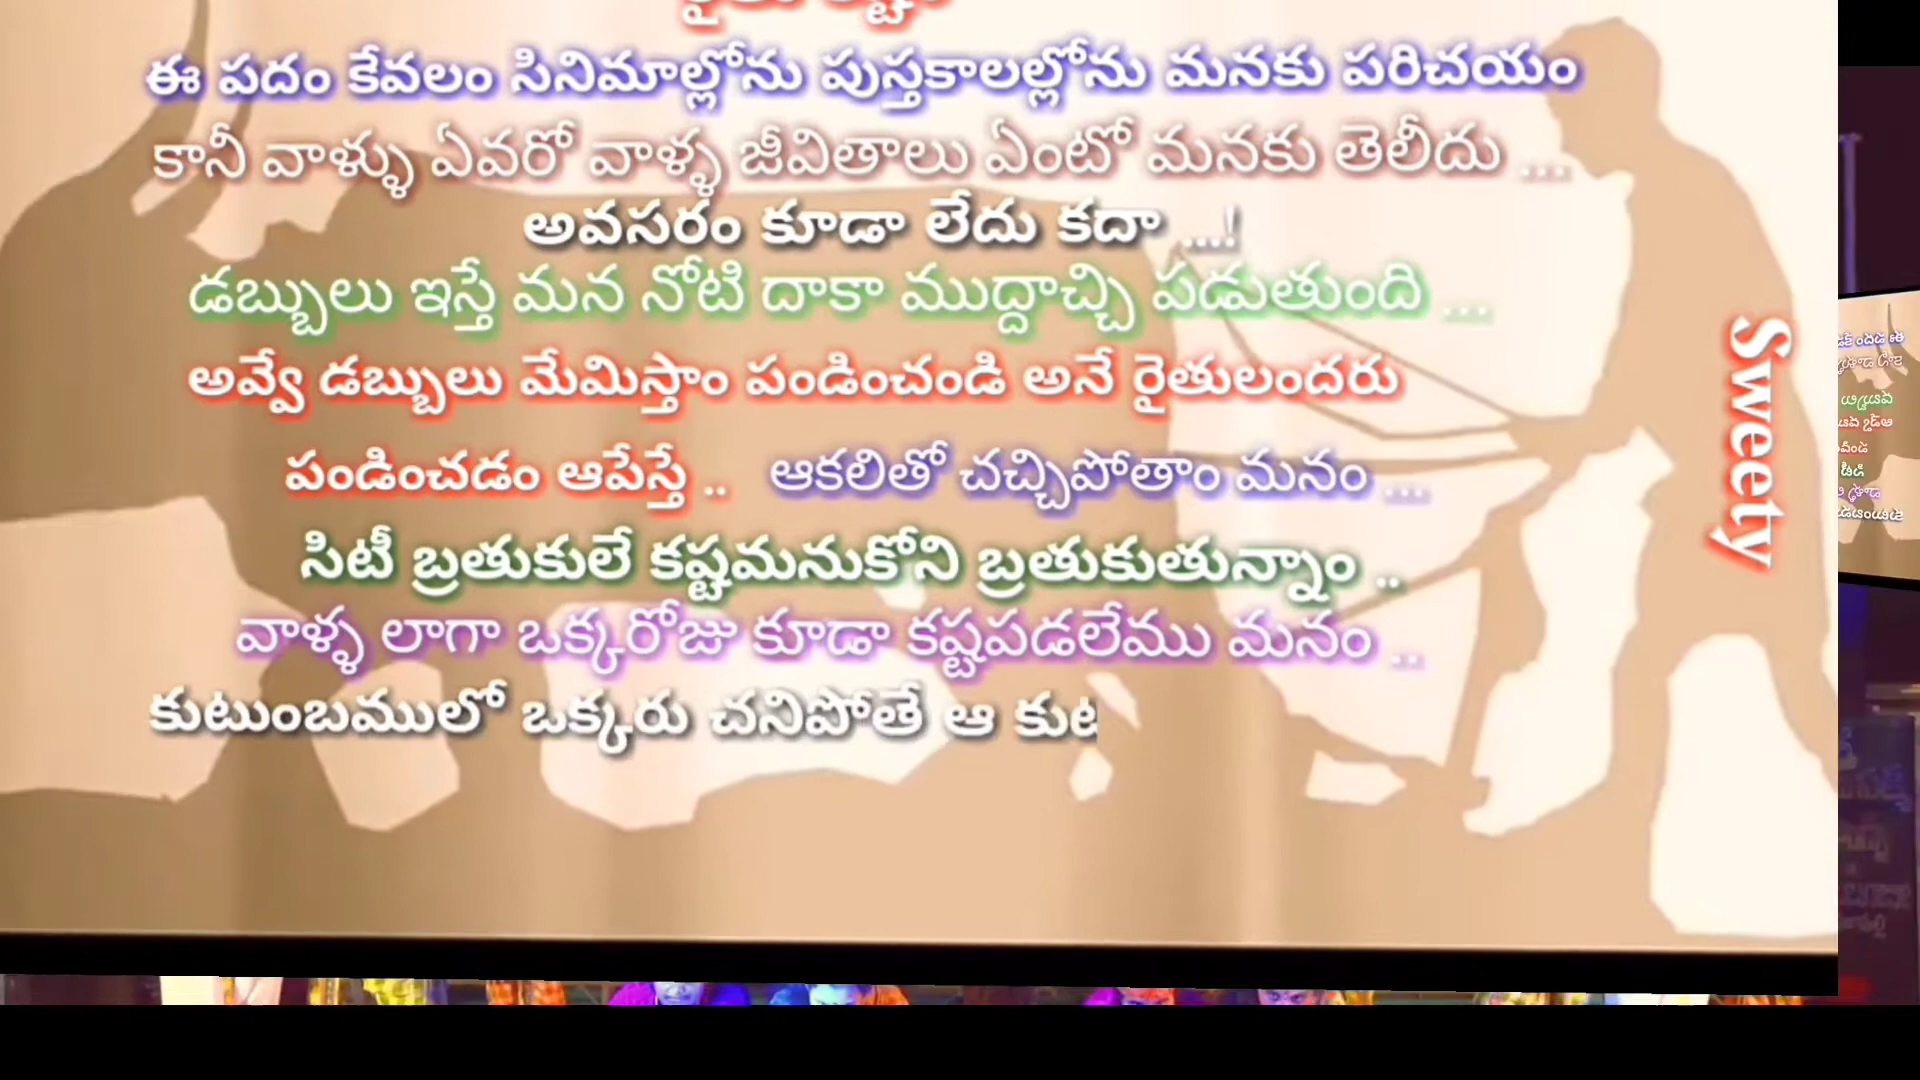 ఈ పదం కేవలం సినిమాల్లోను పుస్తకాలల్లోను మనకు పరిచయం
కానీ వాళ్ళు ఏవరో వాళ్ళ జీవితాలు ఏంటో మనకు తెలీదు ...
అవసరం కూడా లేదు కదా ...!
డబ్బులు ఇస్తే మన నోటి దాకా ముద్దొచ్చి పడుతుంది ...
అవ్వే డబ్బులు మేమిస్తాం పండించండి అనే రైతులందరు
పండించడం ఆపేస్తే .. ఆకలితో చచ్చిపోతాం మనం ...
సిటీ బ్రతుకులే కష్టమనుకోని బ్రతుకుతున్నాం ..
వాళ్ళ లాగా ఒక్కరోజు కూడా కష్టపడలేము మనం ..
కుటుంబములో ఒక్కరు చనిపోతే ఆ కుట
Sweety